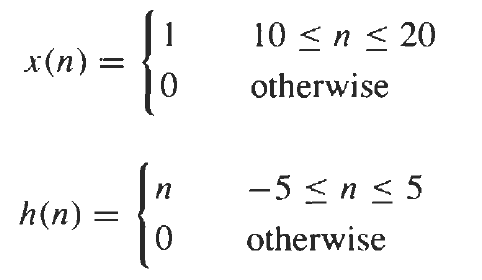 x(n) = { 1 10 ≤ n ≤ 20
0 otherwise
h(n) = { n −5 ≤ n ≤ 5
0 otherwise